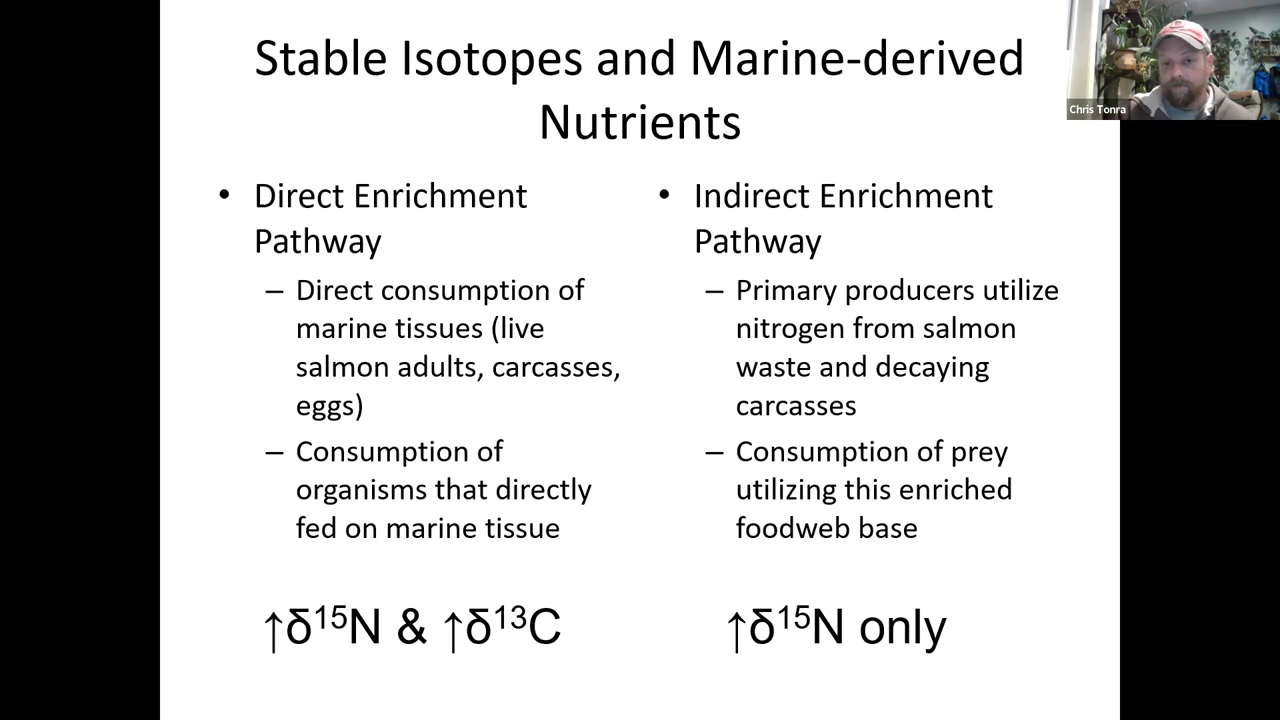 Stable Isotopes and Marine-derived
Nutrients
• Direct Enrichment
Pathway
– Direct consumption of
marine tissues (live
salmon adults, carcasses,
eggs)
– Consumption of
organisms that directly
fed on marine tissue
↑δ¹⁵N & ↑δ¹³C
• Indirect Enrichment
Pathway
– Primary producers utilize
nitrogen from salmon
waste and decaying
carcasses
– Consumption of prey
utilizing this enriched
foodweb base
↑δ¹⁵N only
Chris Tonra